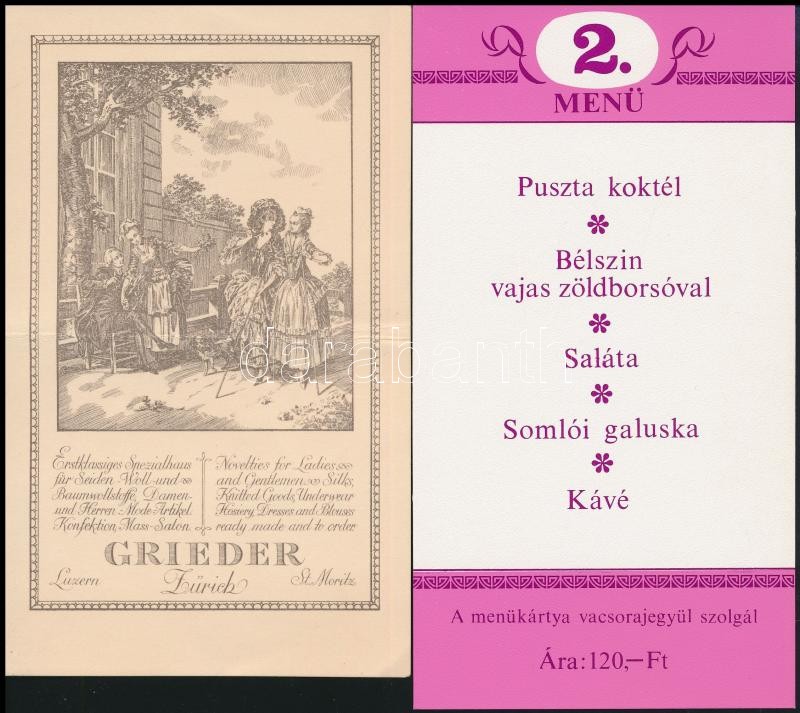 Erstklassiges Spezialhaus
für Seiden Woll- und
Baumwollstoffe, Damen-
und Herren-Mode-Artikel
Konfektion, Mass-Salon.
Novelties for Ladies
and Gentlemen Silks,
Knitted Goods, Underwear
Hosiery, Dresses and Blouses
ready made and to order
GRIEDER
Luzern Zürich St. Moritz
2.
MENÜ
Puszta koktél
Bélszin
vajas zöldborsóval
Saláta
Somlói galuska
Kávé
A menükártya vacsorajegyül szolgál
Ára:120,—Ft
darabanth